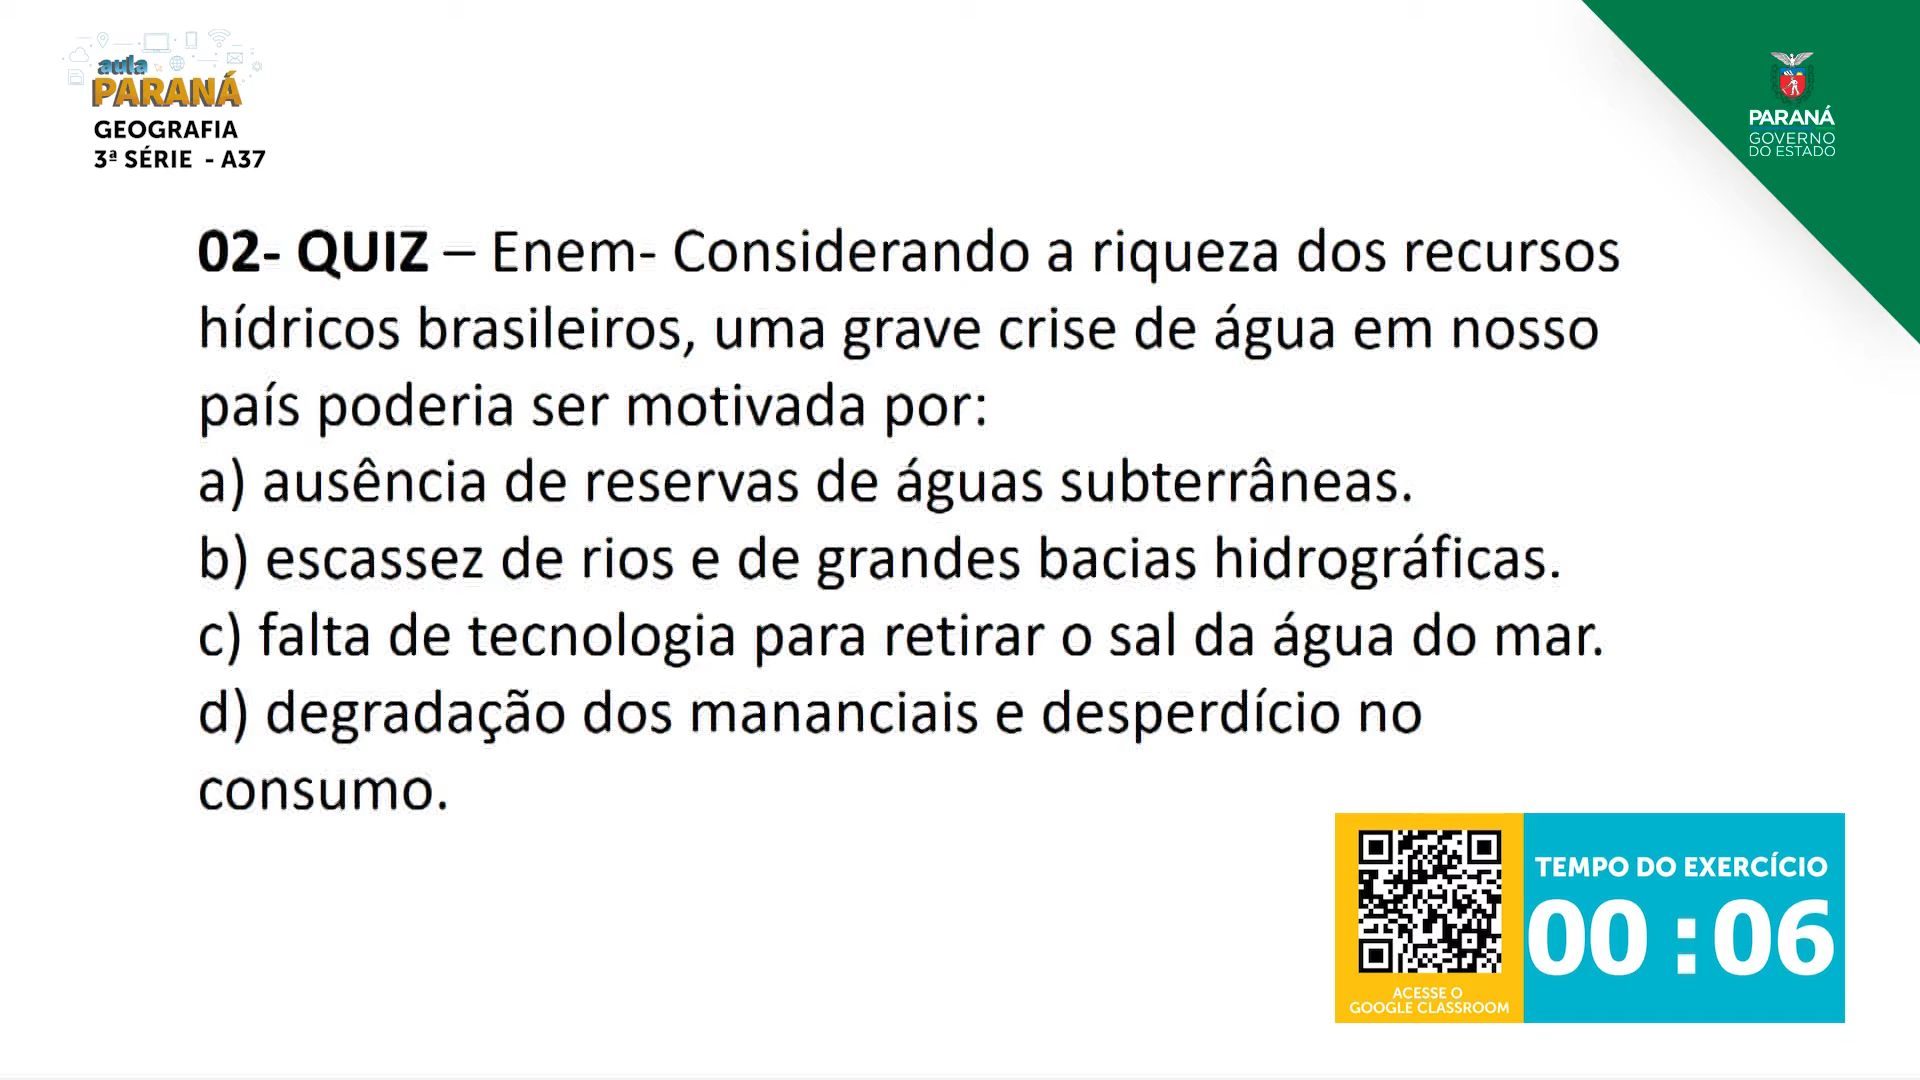 aula
PARANÁ
GEOGRAFIA
3ª SÉRIE - A37
PARANÁ
GOVERNO
DO ESTADO
02- QUIZ – Enem- Considerando a riqueza dos recursos
hídricos brasileiros, uma grave crise de água em nosso
país poderia ser motivada por:
a) ausência de reservas de águas subterrâneas.
b) escassez de rios e de grandes bacias hidrográficas.
c) falta de tecnologia para retirar o sal da água do mar.
d) degradação dos mananciais e desperdício no
consumo.
ACESSE O
GOOGLE CLASSROOM
TEMPO DO EXERCÍCIO
00 : 06